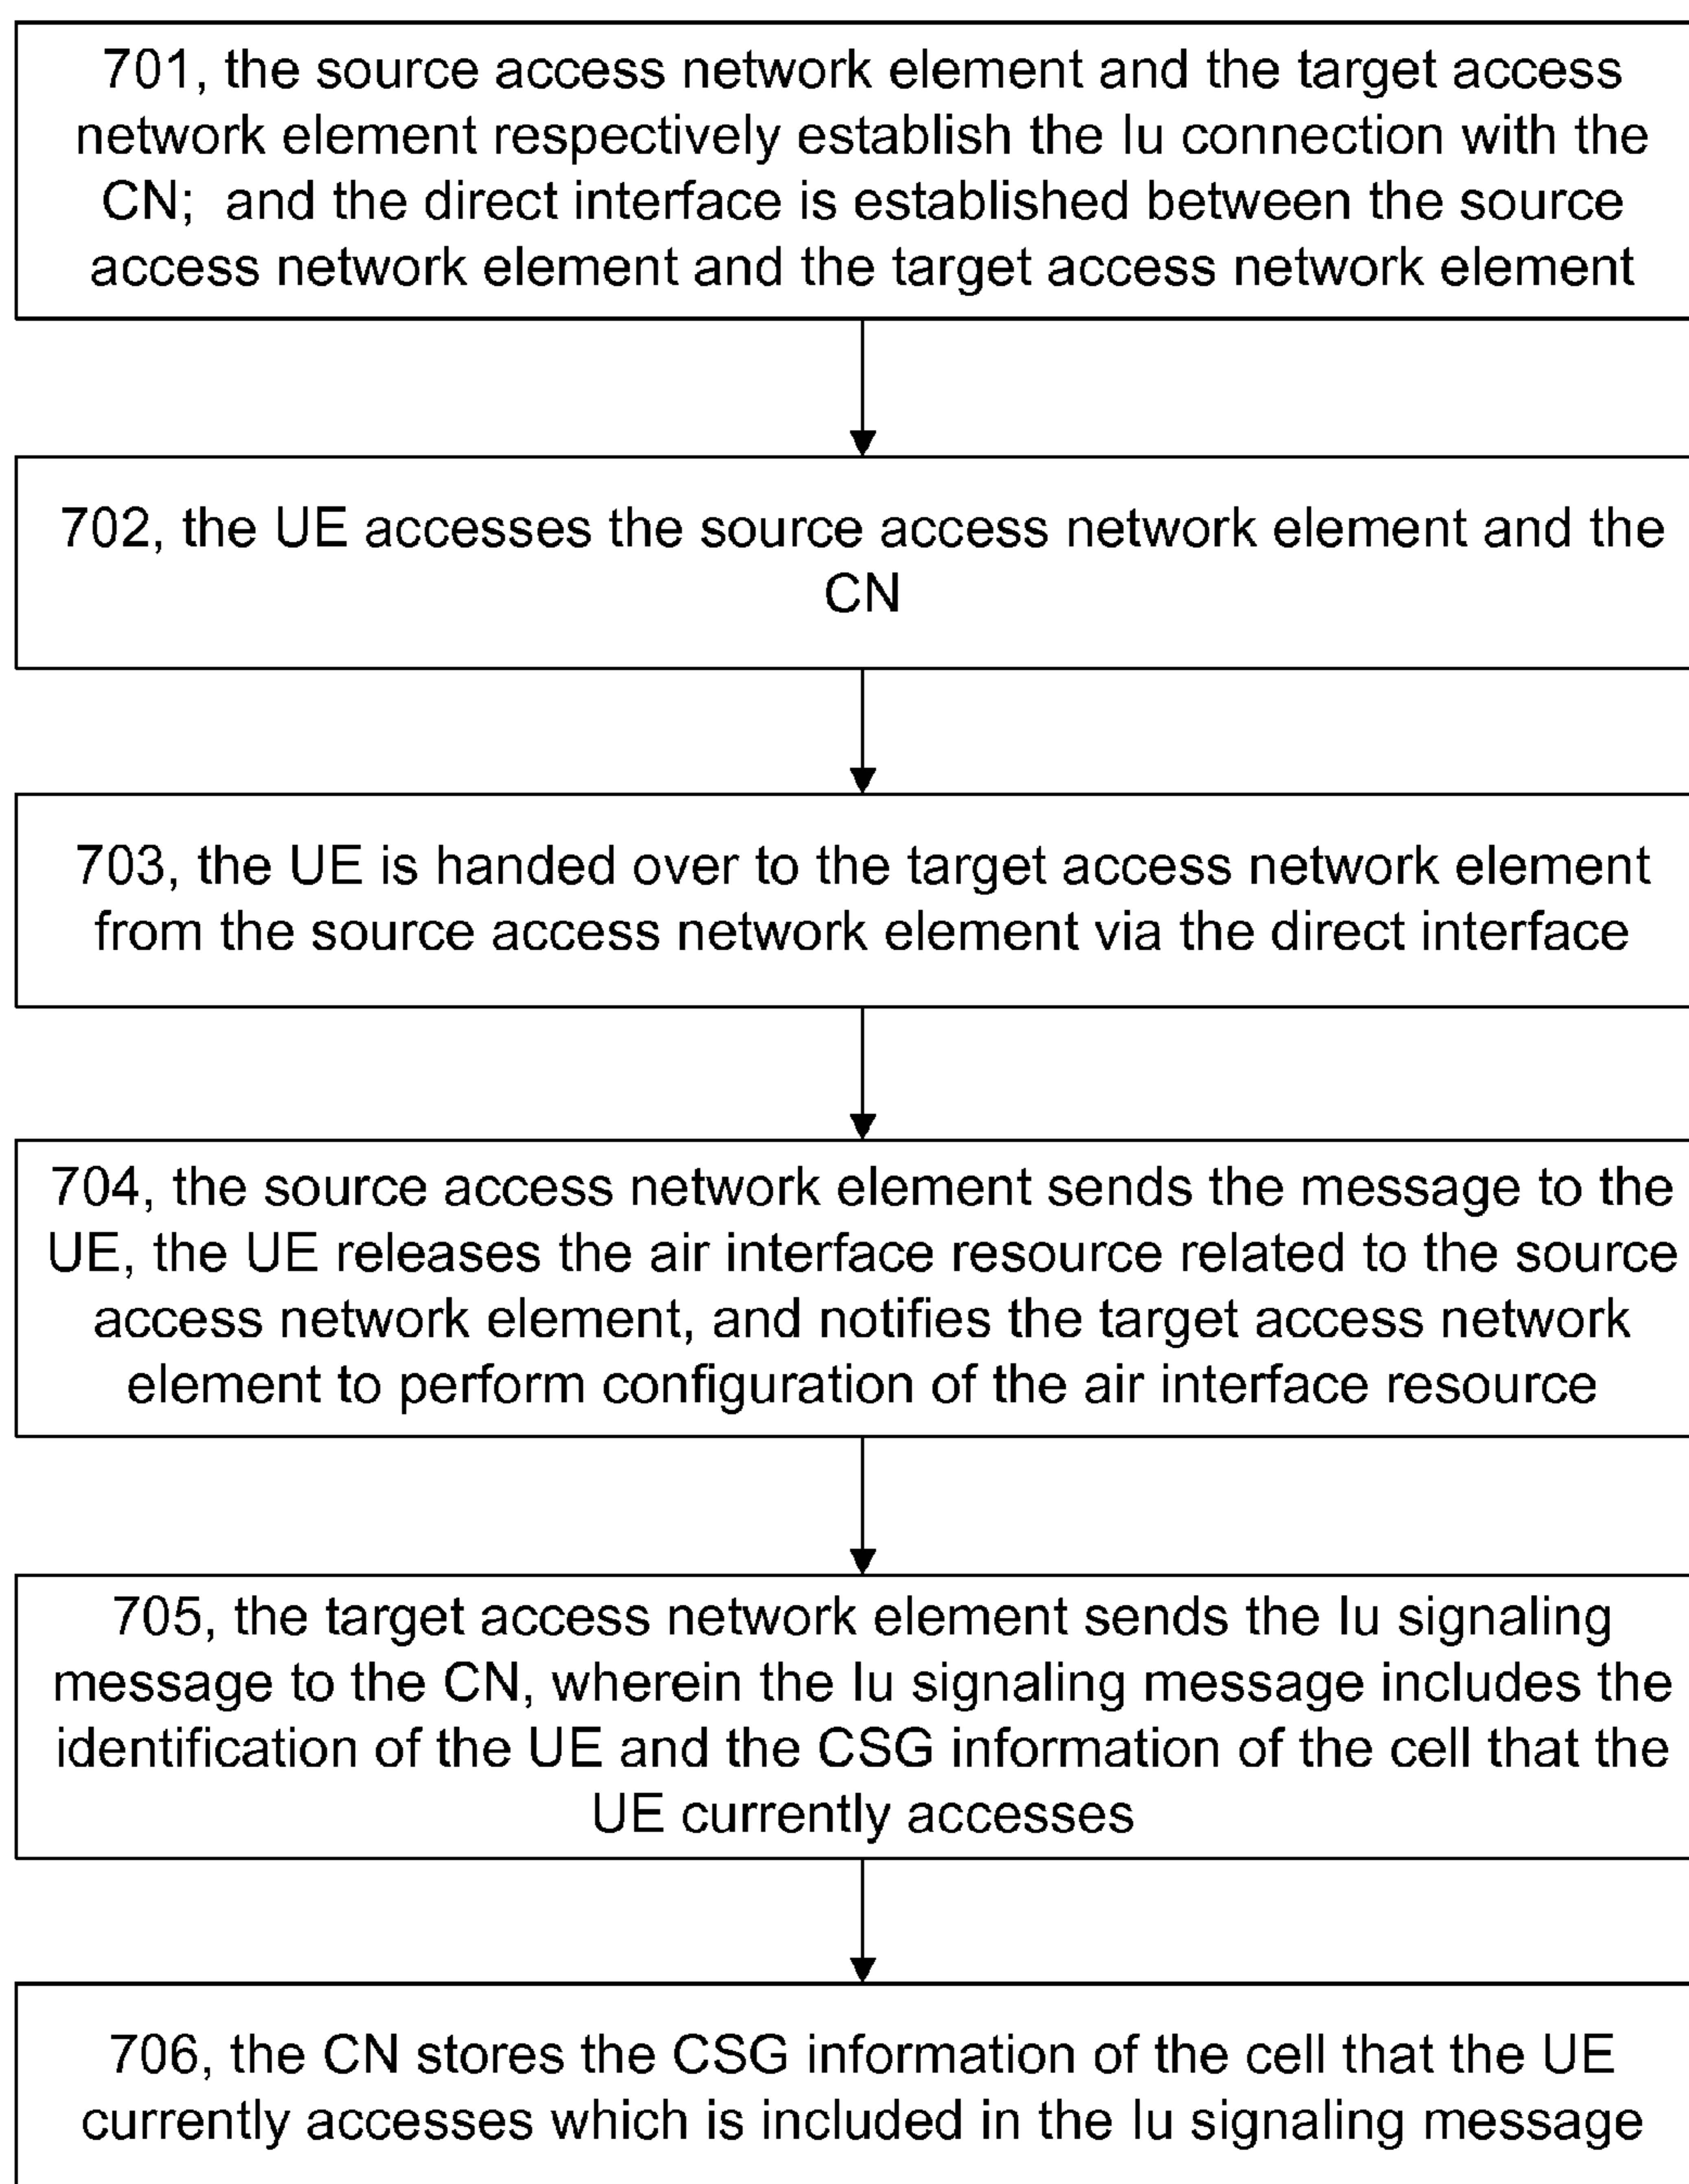 701, the source access network element and the target access
network element respectively establish the Iu connection with the
CN;  and the direct interface is established between the source
access network element and the target access network element
702, the UE accesses the source access network element and the
CN
703, the UE is handed over to the target access network element
from the source access network element via the direct interface
704, the source access network element sends the message to the
UE, the UE releases the air interface resource related to the source
access network element, and notifies the target access network
element to perform configuration of the air interface resource
705, the target access network element sends the Iu signaling
message to the CN, wherein the Iu signaling message includes the
identification of the UE and the CSG information of the cell that the
UE currently accesses
706, the CN stores the CSG information of the cell that the UE
currently accesses which is included in the Iu signaling message